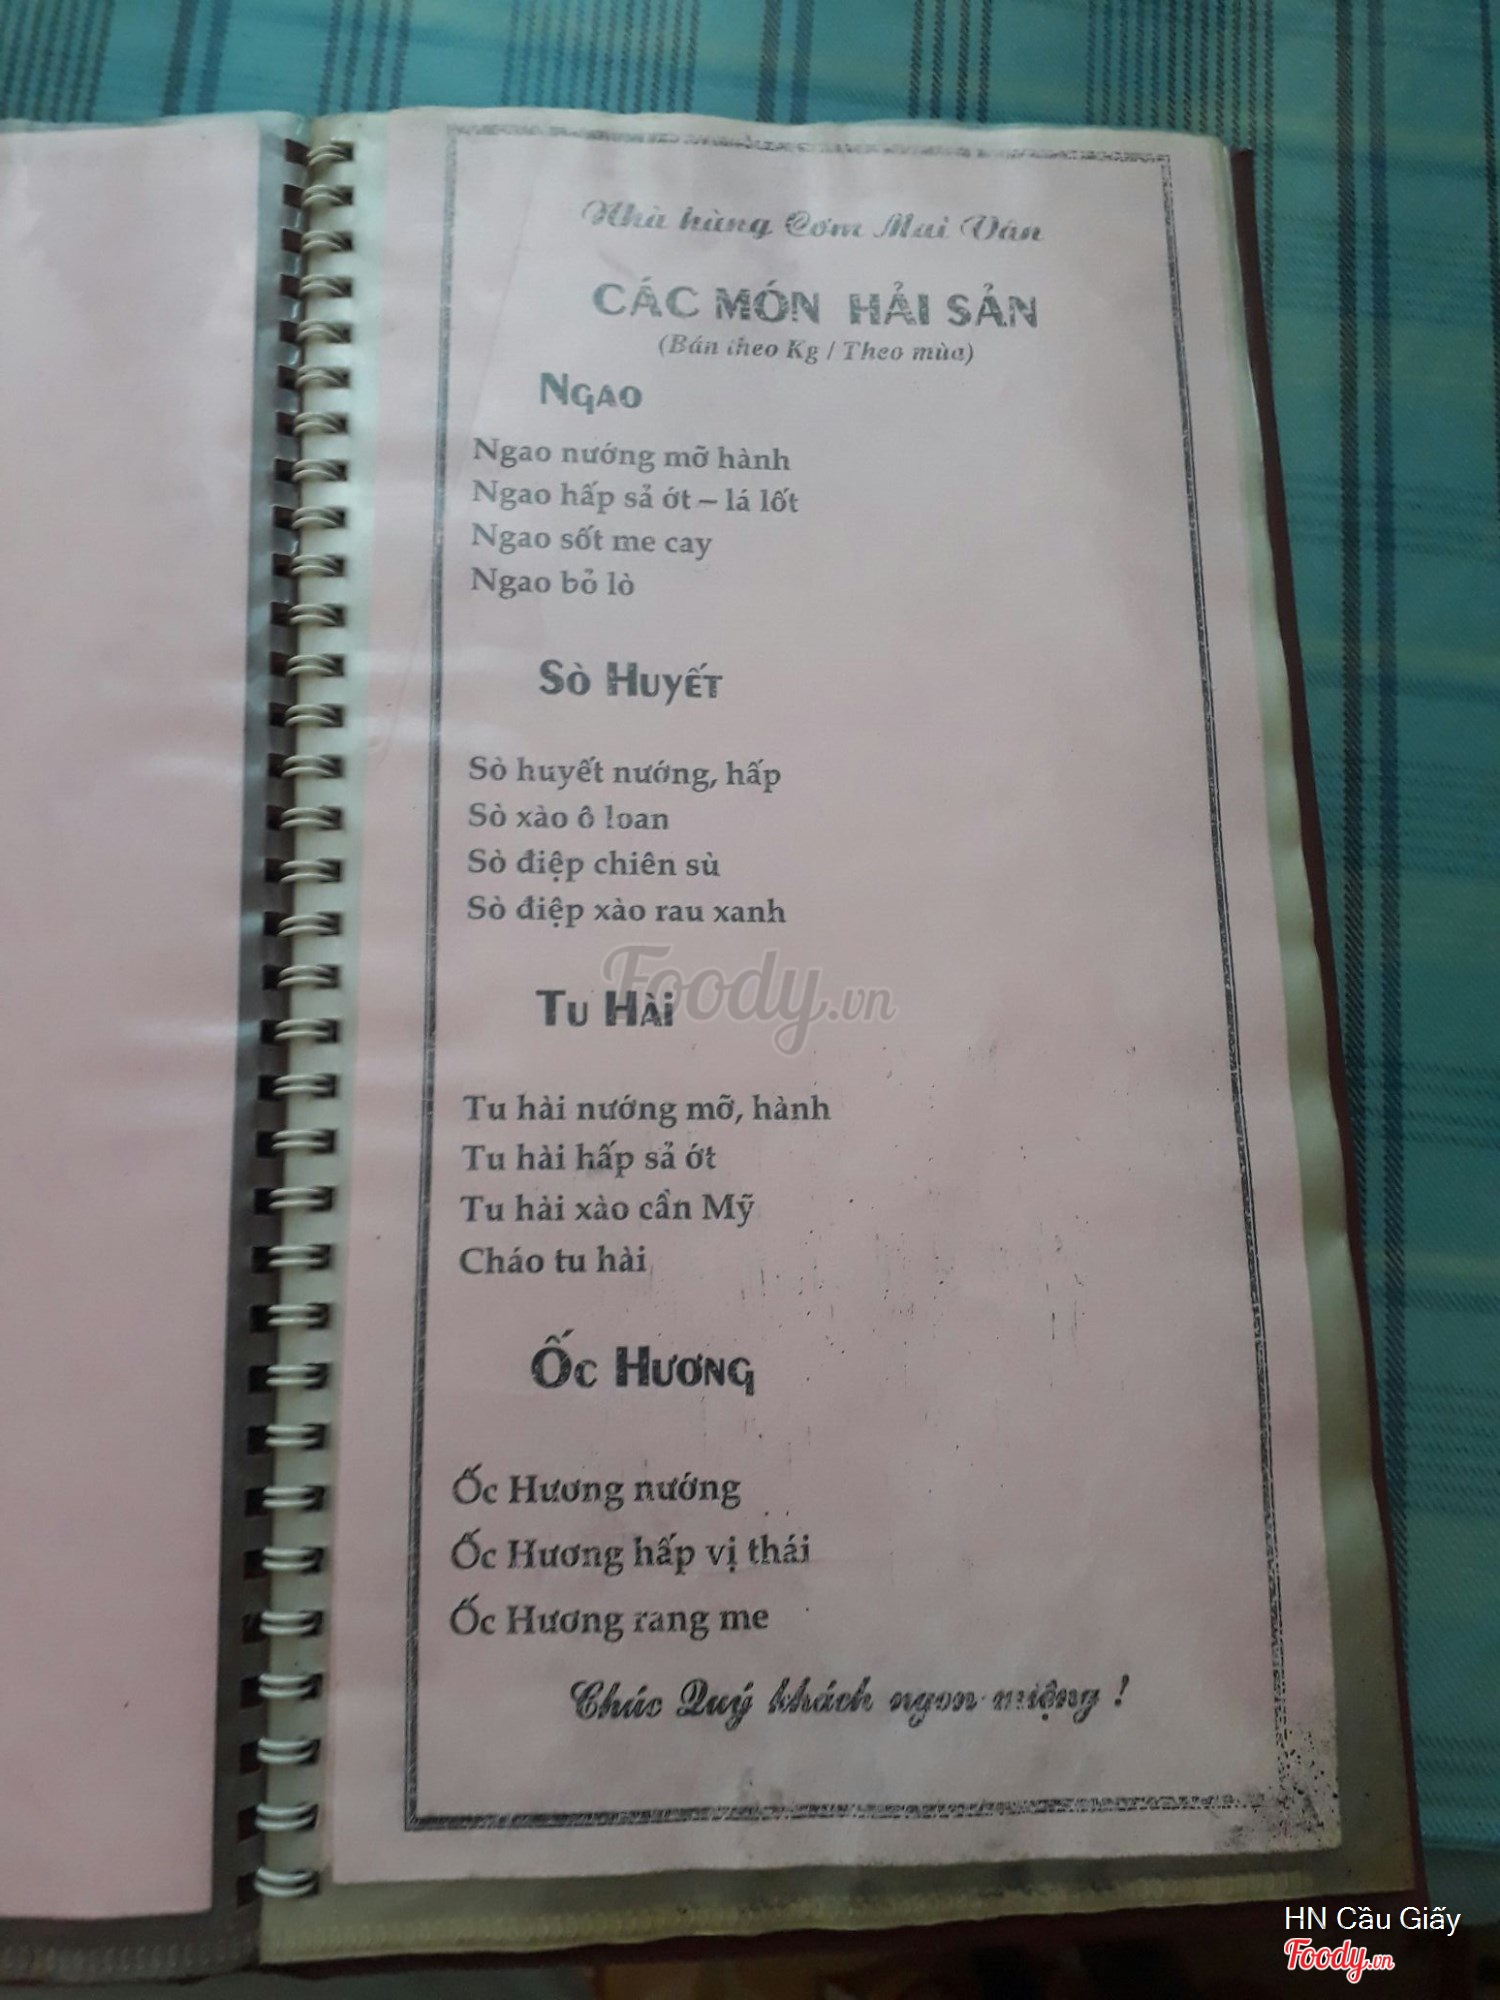 Nhà hàng Cơm Mai Vân
CÁC MÓN HẢI SẢN
(Bán theo Kg / Theo mùa)
NGAO
Ngao nướng mỡ hành
Ngao hấp sả ớt – lá lốt
Ngao sốt me cay
Ngao bỏ lò
SÒ HUYẾT
Sò huyết nướng, hấp
Sò xào ô loan
Sò điệp chiên sù
Sò điệp xào rau xanh
Foody.vn
TU HÀI
Tu hài nướng mỡ, hành
Tu hài hấp sả ớt
Tu hài xào cần Mỹ
Cháo tu hài
ỐC HƯƠNG
Ốc Hương nướng
Ốc Hương hấp vị thái
Ốc Hương rang me
Chúc Quý khách ngon miệng !
HN Cầu Giấy
Foody.vn